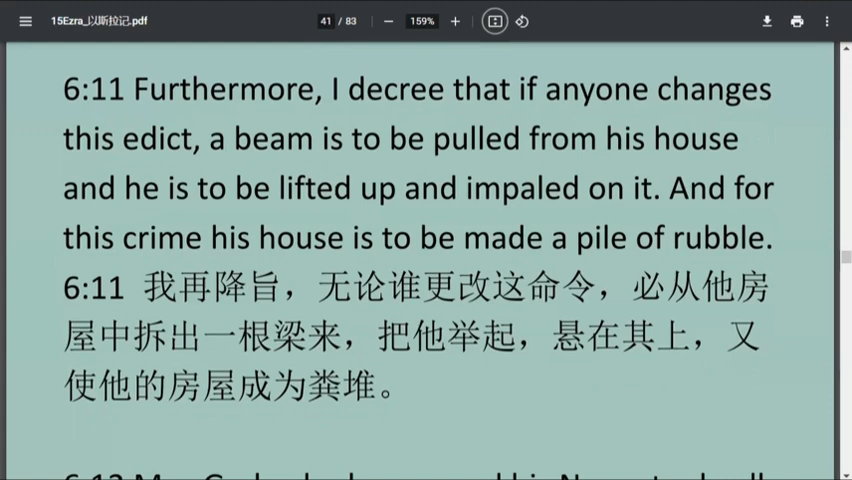 15Ezra_以斯拉记.pdf
41 / 83
159%
6:11 Furthermore, I decree that if anyone changes
this edict, a beam is to be pulled from his house
and he is to be lifted up and impaled on it. And for
this crime his house is to be made a pile of rubble.
6:11 我再降旨，无论谁更改这命令，必从他房
屋中拆出一根梁来，把他举起，悬在其上，又
使他的房屋成为粪堆。